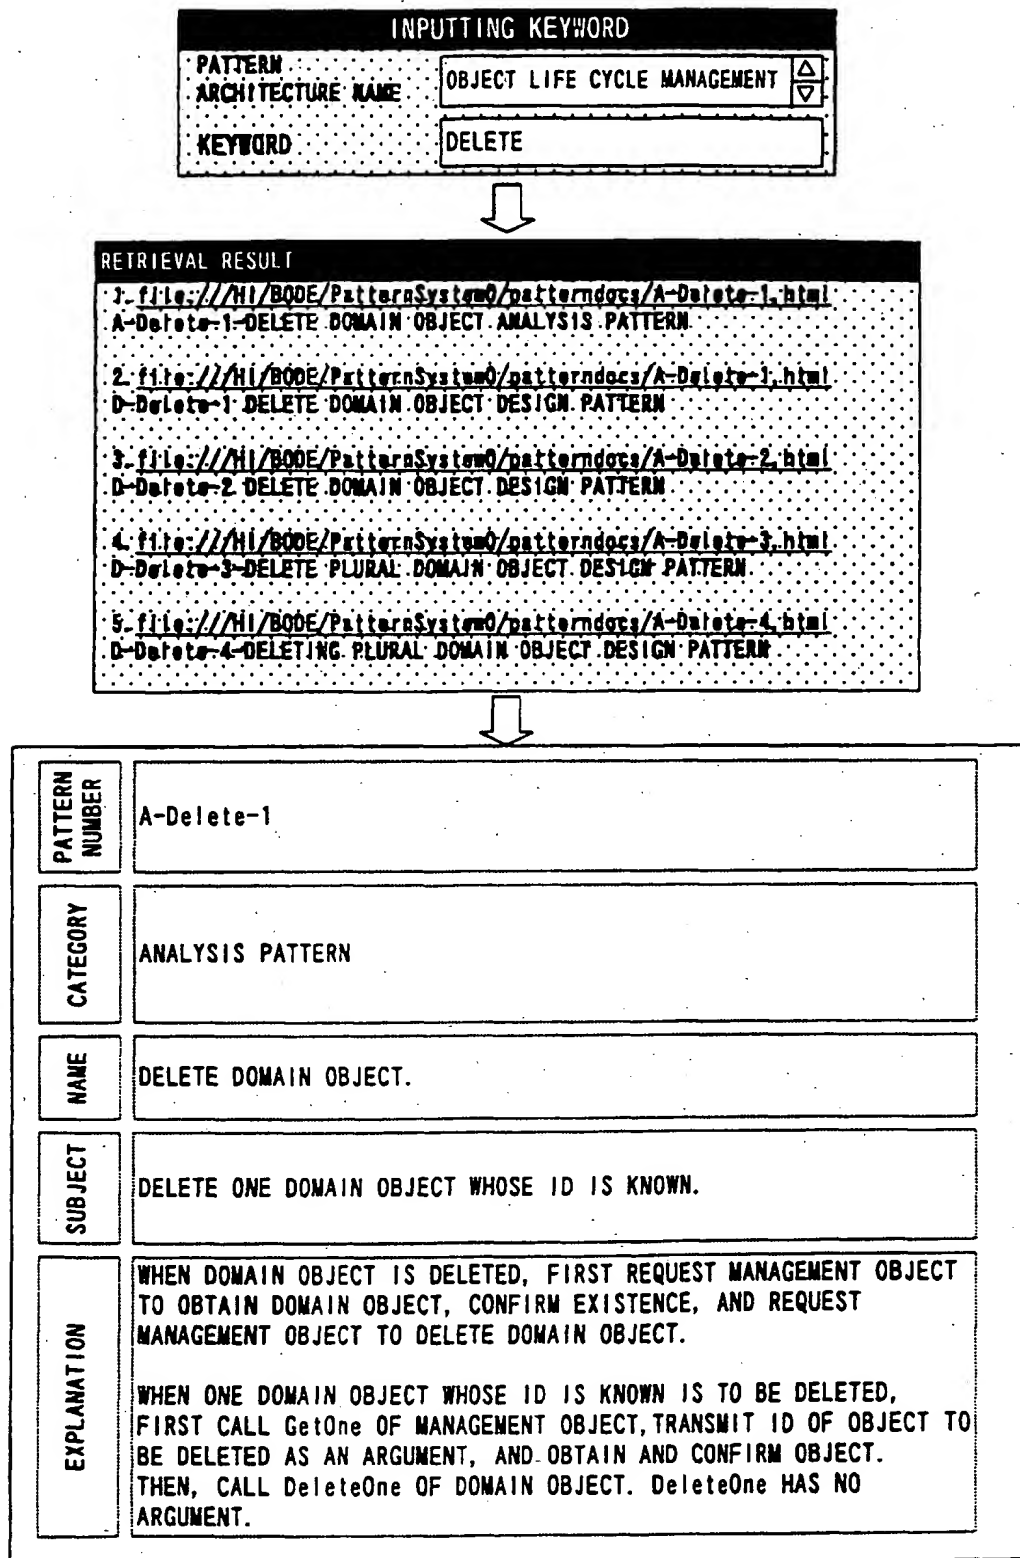 INPUTTING KEYWORD
PATTERN
ARCHITECTURE NAME
OBJECT LIFE CYCLE MANAGEMENT
KEYWORD
DELETE
RETRIEVAL RESULT
1. file:///HI/BODE/PatternSystem0/patterndocs/A-Delete-1.html
A-Delete-1-DELETE DOMAIN OBJECT ANALYSIS PATTERN
2. file:///HI/BODE/PatternSystem0/patterndocs/A-Delete-1.html
D-Delete-1 DELETE DOMAIN OBJECT DESIGN PATTERN
3. file:///HI/BODE/PatternSystem0/patterndocs/A-Delete-2.html
D-Delete-2 DELETE DOMAIN OBJECT DESIGN PATTERN
4. file:///HI/BODE/PatternSystem0/patterndocs/A-Delete-3.html
D-Delete-3-DELETE PLURAL DOMAIN OBJECT DESIGN PATTERN
5. file:///HI/BODE/PatternSystem0/patterndocs/A-Delete-4.html
D-Delete-4-DELETING PLURAL DOMAIN OBJECT DESIGN PATTERN
PATTERN
NUMBER
A-Delete-1
CATEGORY
ANALYSIS PATTERN
NAME
DELETE DOMAIN OBJECT.
SUBJECT
DELETE ONE DOMAIN OBJECT WHOSE ID IS KNOWN.
EXPLANATION
WHEN DOMAIN OBJECT IS DELETED, FIRST REQUEST MANAGEMENT OBJECT
TO OBTAIN DOMAIN OBJECT, CONFIRM EXISTENCE, AND REQUEST
MANAGEMENT OBJECT TO DELETE DOMAIN OBJECT.
WHEN ONE DOMAIN OBJECT WHOSE ID IS KNOWN IS TO BE DELETED,
FIRST CALL GetOne OF MANAGEMENT OBJECT, TRANSMIT ID OF OBJECT TO
BE DELETED AS AN ARGUMENT, AND OBTAIN AND CONFIRM OBJECT.
THEN, CALL DeleteOne OF DOMAIN OBJECT. DeleteOne HAS NO
ARGUMENT.